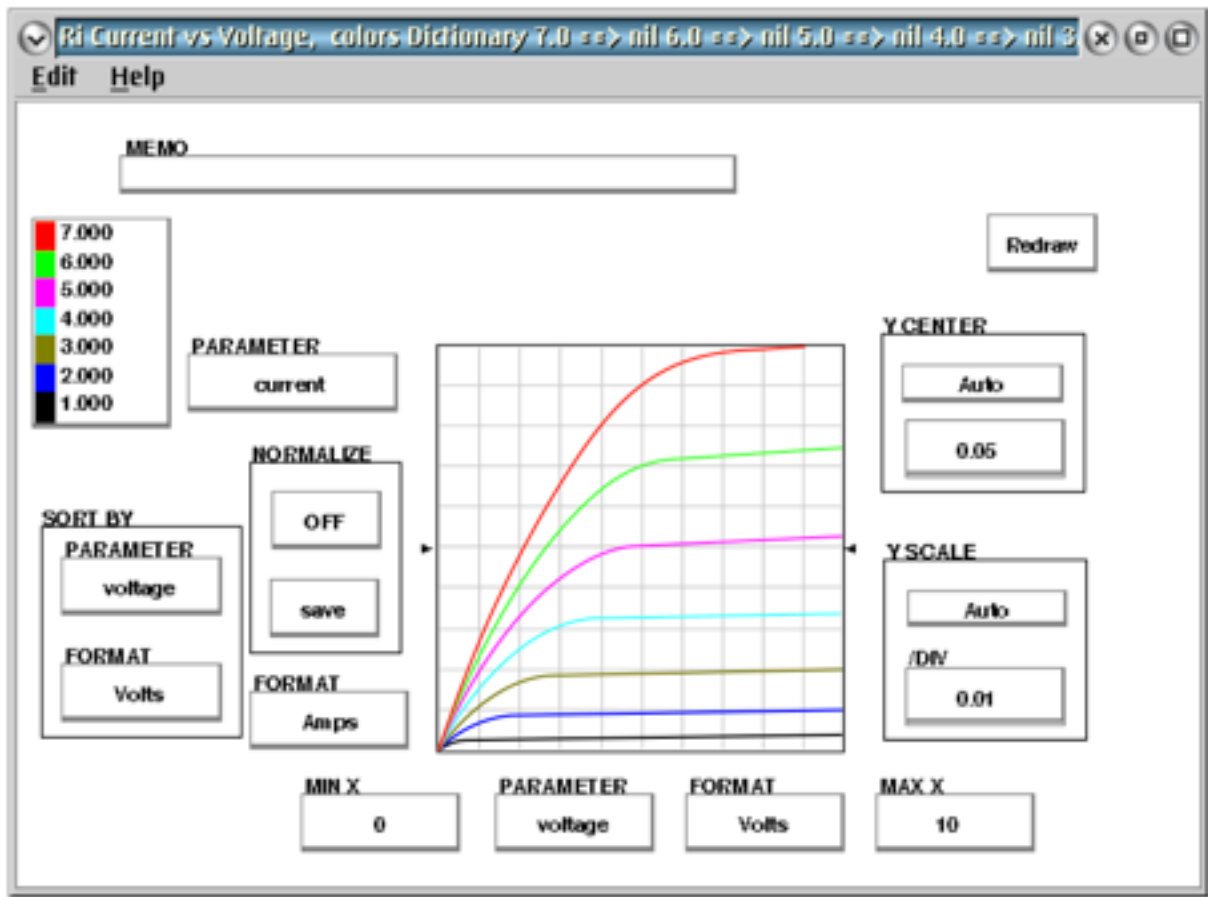 Ri Current vs Voltage, colors Dictionary 7.0 ==> nil 6.0 ==> nil 5.0 ==> nil 4.0 ==> nil 3
Edit Help
MEMO
7.000
6.000
5.000
4.000
3.000
2.000
1.000
Redraw
PARAMETER
current
Y CENTER
Auto
0.05
NORMALIZE
OFF
save
SORT BY
PARAMETER
voltage
FORMAT
Volts
FORMAT
Amps
Y SCALE
Auto
/DIV
0.01
MIN X
0
PARAMETER
voltage
FORMAT
Volts
MAX X
10